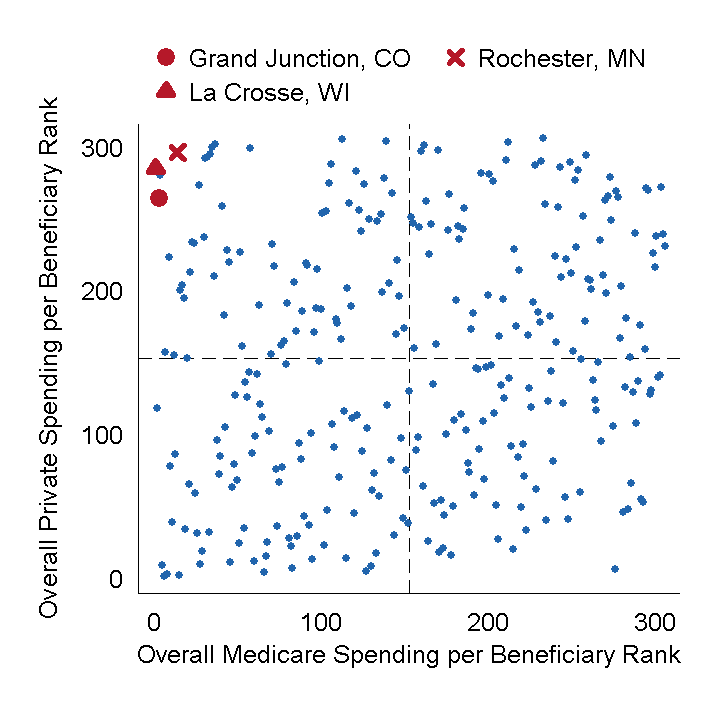 Grand Junction, CO
Rochester, MN
La Crosse, WI
Overall Private Spending per Beneficiary Rank
300
200
100
0
0
100
200
300
Overall Medicare Spending per Beneficiary Rank